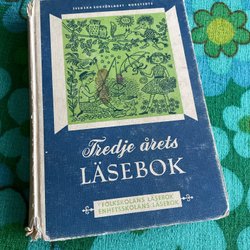 SVENSKA BOKFÖRLAGET NORSTEDTS
Tredje årets
LÄSEBOK
FOLKSKOLANS LÄSEBOK
ENHETSSKOLANS LÄSEBOK